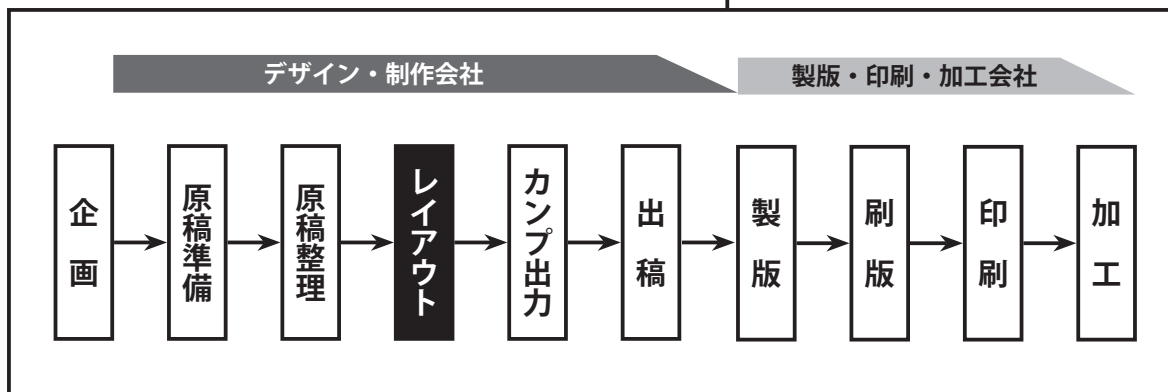 デザイン・制作会社
製版・印刷・加工会社
企画
原稿準備
原稿整理
レイアウト
カンプ出力
出稿
製版
刷版
印刷
加工